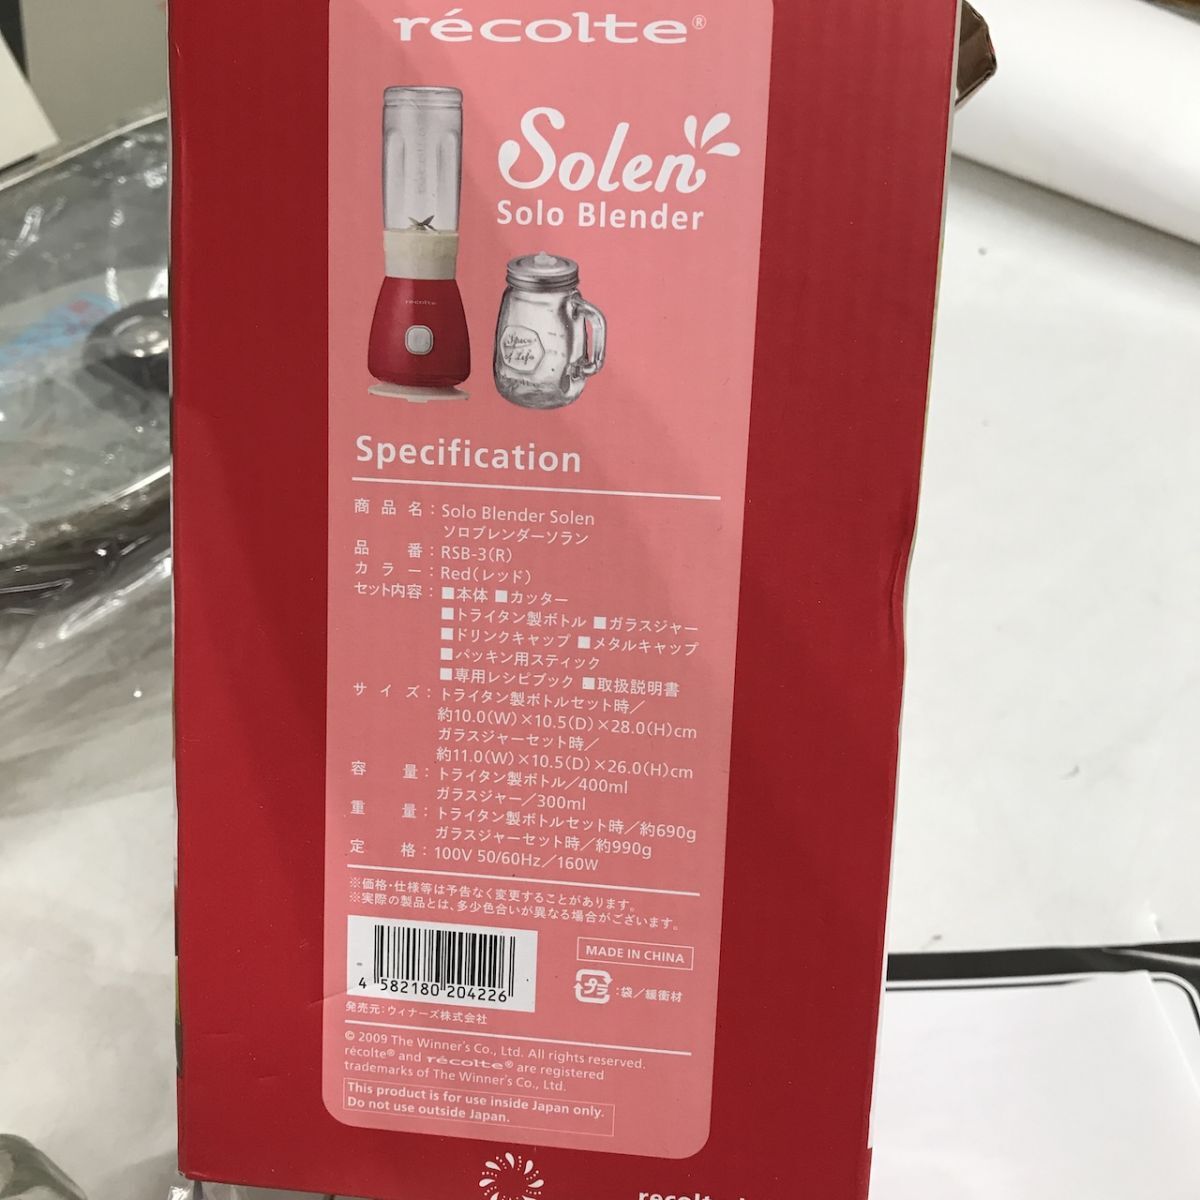 récolte®
Solen
Solo Blender
récolte
Specification
商品名：Solo Blender Solen
ソロブレンダーソラン
品番：RSB-3(R)
カラー：Red(レッド)
セット内容：■本体 ■カッター
■トライタン製ボトル ■ガラスジャー
■ドリンクキャップ ■メタルキャップ
■パッキン用スティック
■専用レシピブック ■取扱説明書
サイズ：トライタン製ボトルセット時／
約10.0(W)×10.5(D)×28.0(H)cm
ガラスジャーセット時／
約11.0(W)×10.5(D)×26.0(H)cm
容量：トライタン製ボトル／400ml
ガラスジャー／300ml
重量：トライタン製ボトルセット時／約690g
ガラスジャーセット時／約990g
定格：100V 50/60Hz／160W
※価格・仕様等は予告なく変更することがあります。
※実際の製品とは、多少色合いが異なる場合がございます。
4 582180 204226
MADE IN CHINA
プラ：袋／緩衝材
発売元：ウィナーズ株式会社
© 2009 The Winner's Co., Ltd. All rights reserved.
récolte® and récolte® are registered
trademarks of The Winner's Co., Ltd.
This product is for use inside Japan only.
Do not use outside Japan.